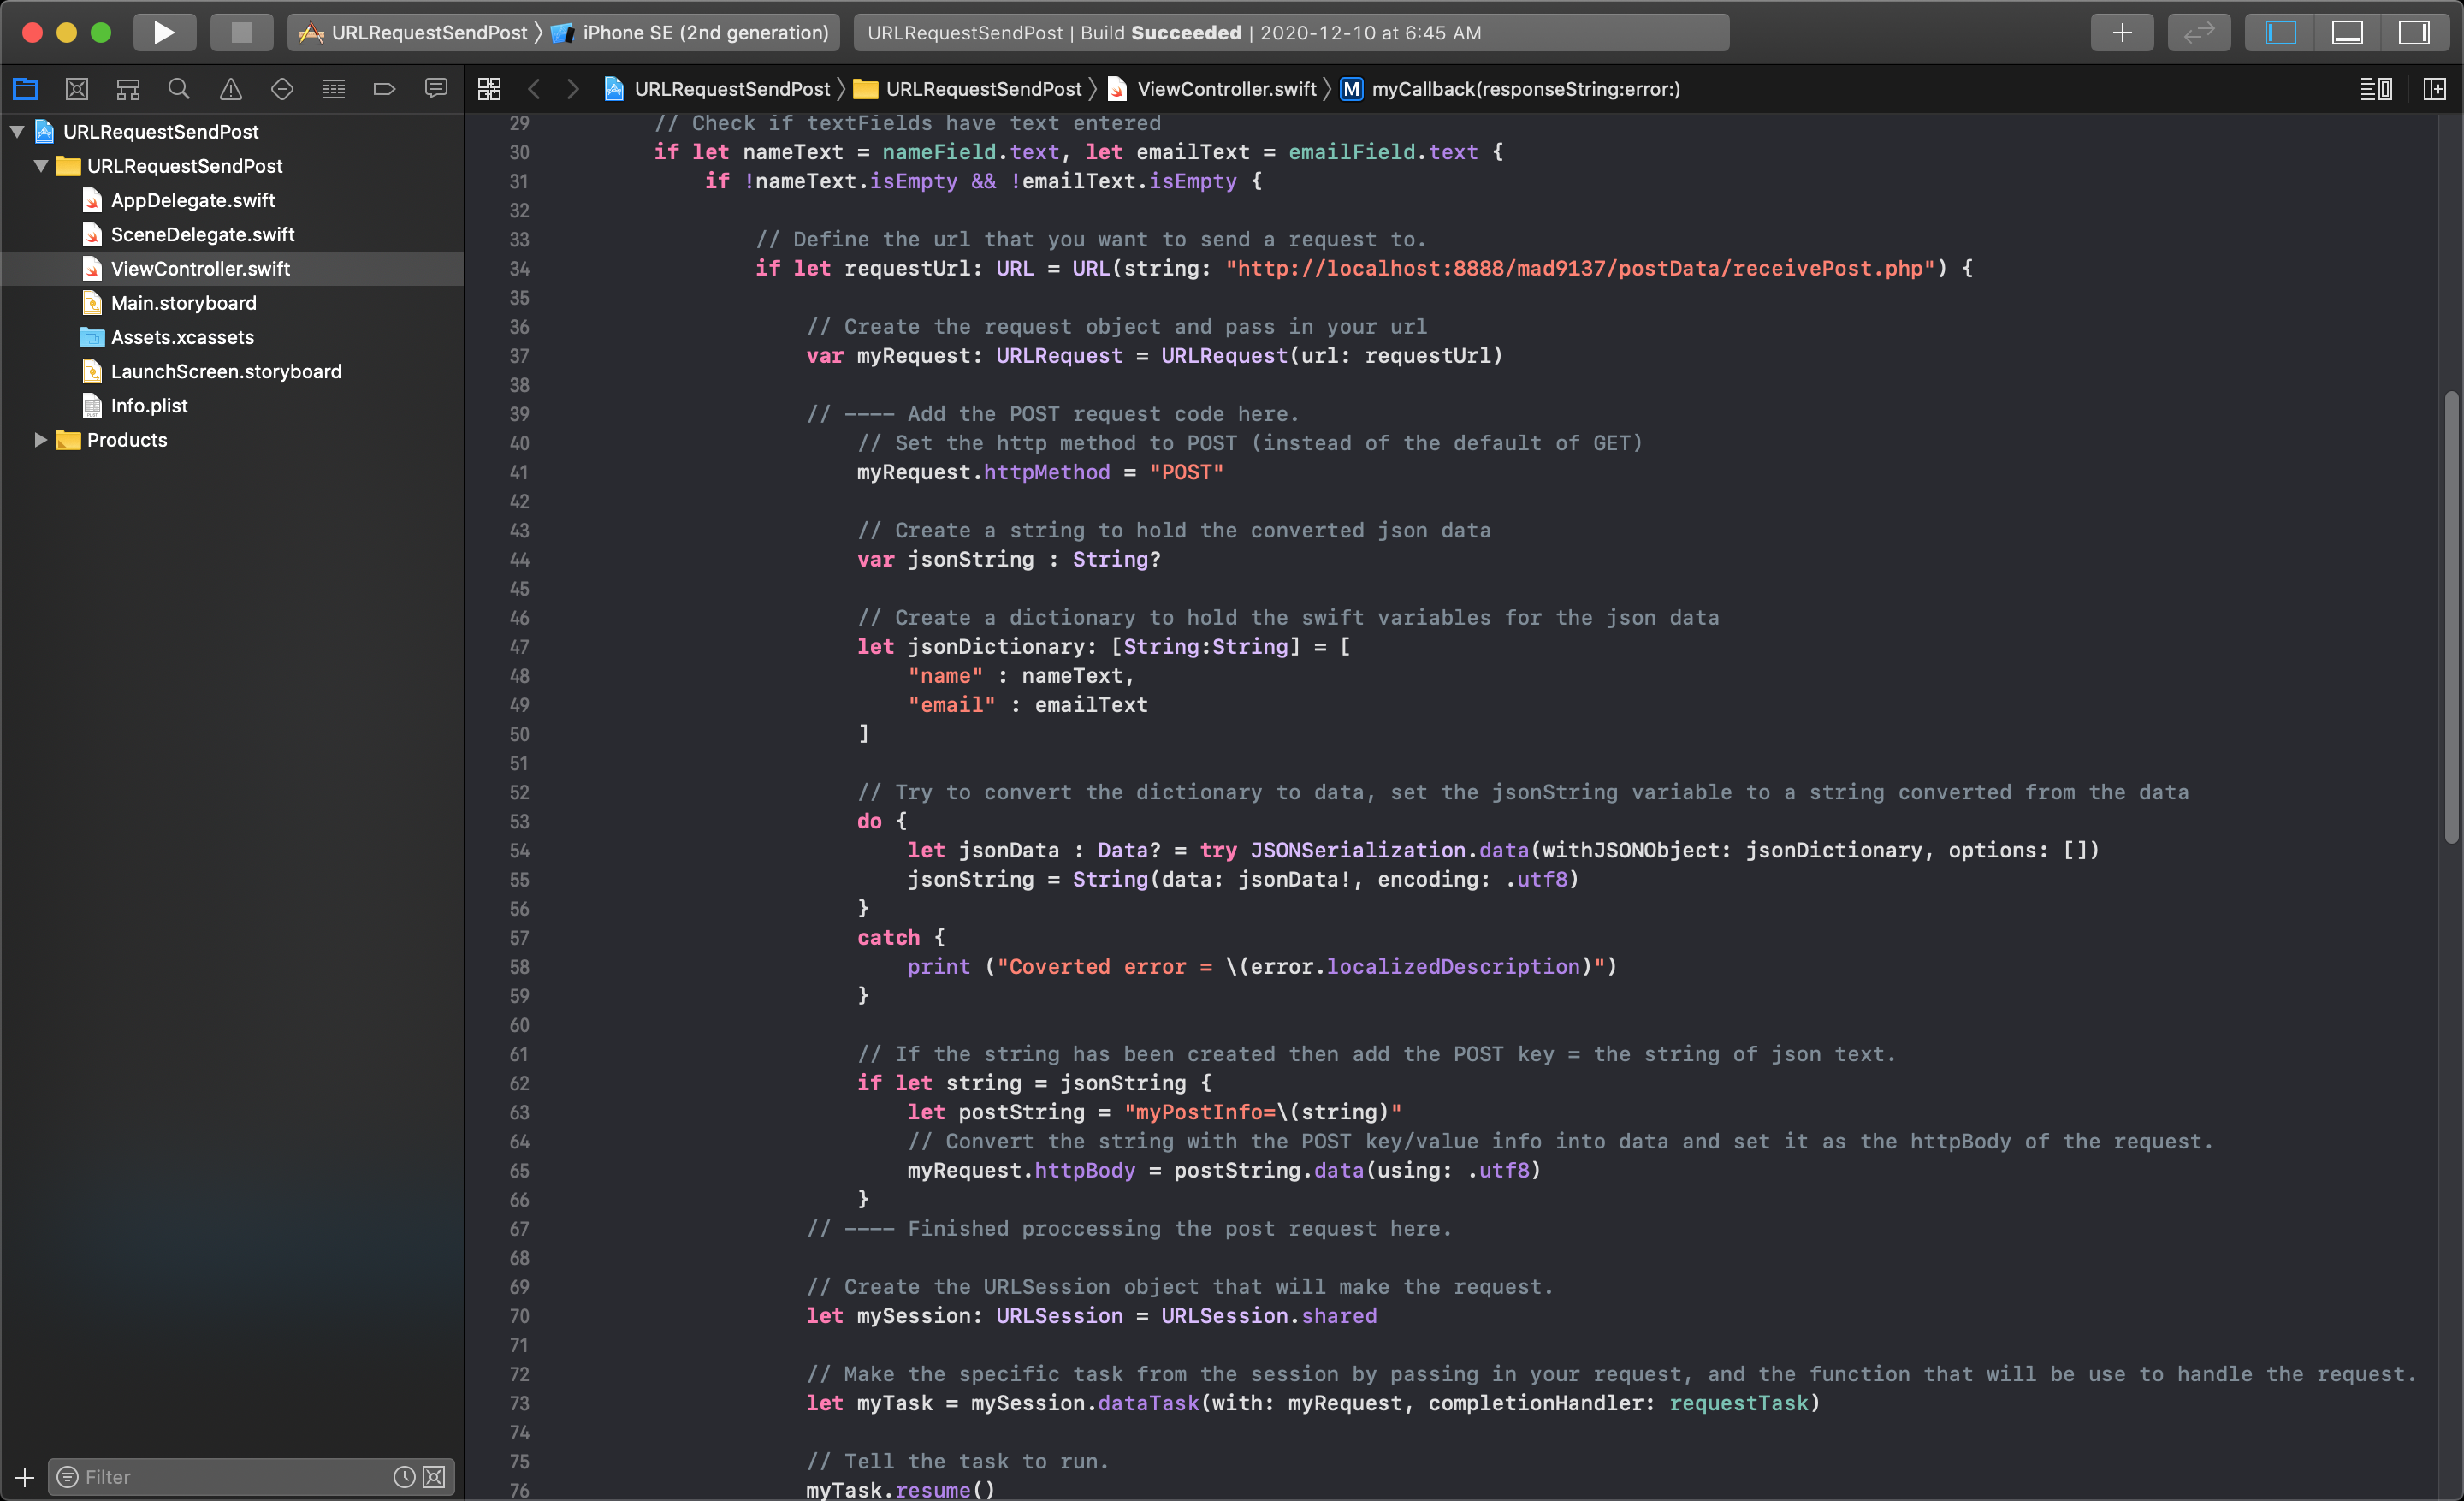 URLRequestSendPost 〉 iPhone SE (2nd generation)
URLRequestSendPost | Build Succeeded | 2020-12-10 at 6:45 AM
URLRequestSendPost 〉 URLRequestSendPost 〉 ViewController.swift 〉 M myCallback(responseString:error:)
URLRequestSendPost
URLRequestSendPost
AppDelegate.swift
SceneDelegate.swift
ViewController.swift
Main.storyboard
Assets.xcassets
LaunchScreen.storyboard
Info.plist
Products
Filter
29 // Check if textFields have text entered
30 if let nameText = nameField.text, let emailText = emailField.text {
31 if !nameText.isEmpty && !emailText.isEmpty {
32
33 // Define the url that you want to send a request to.
34 if let requestUrl: URL = URL(string: "http://localhost:8888/mad9137/postData/receivePost.php") {
35
36 // Create the request object and pass in your url
37 var myRequest: URLRequest = URLRequest(url: requestUrl)
38
39 // ---- Add the POST request code here.
40 // Set the http method to POST (instead of the default of GET)
41 myRequest.httpMethod = "POST"
42
43 // Create a string to hold the converted json data
44 var jsonString : String?
45
46 // Create a dictionary to hold the swift variables for the json data
47 let jsonDictionary: [String:String] = [
48 "name" : nameText,
49 "email" : emailText
50 ]
51
52 // Try to convert the dictionary to data, set the jsonString variable to a string converted from the data
53 do {
54 let jsonData : Data? = try JSONSerialization.data(withJSONObject: jsonDictionary, options: [])
55 jsonString = String(data: jsonData!, encoding: .utf8)
56 }
57 catch {
58 print ("Coverted error = \(error.localizedDescription)")
59 }
60
61 // If the string has been created then add the POST key = the string of json text.
62 if let string = jsonString {
63 let postString = "myPostInfo=\(string)"
64 // Convert the string with the POST key/value info into data and set it as the httpBody of the request.
65 myRequest.httpBody = postString.data(using: .utf8)
66 }
67 // ---- Finished proccessing the post request here.
68
69 // Create the URLSession object that will make the request.
70 let mySession: URLSession = URLSession.shared
71
72 // Make the specific task from the session by passing in your request, and the function that will be use to handle the request.
73 let myTask = mySession.dataTask(with: myRequest, completionHandler: requestTask)
74
75 // Tell the task to run.
76 myTask.resume()